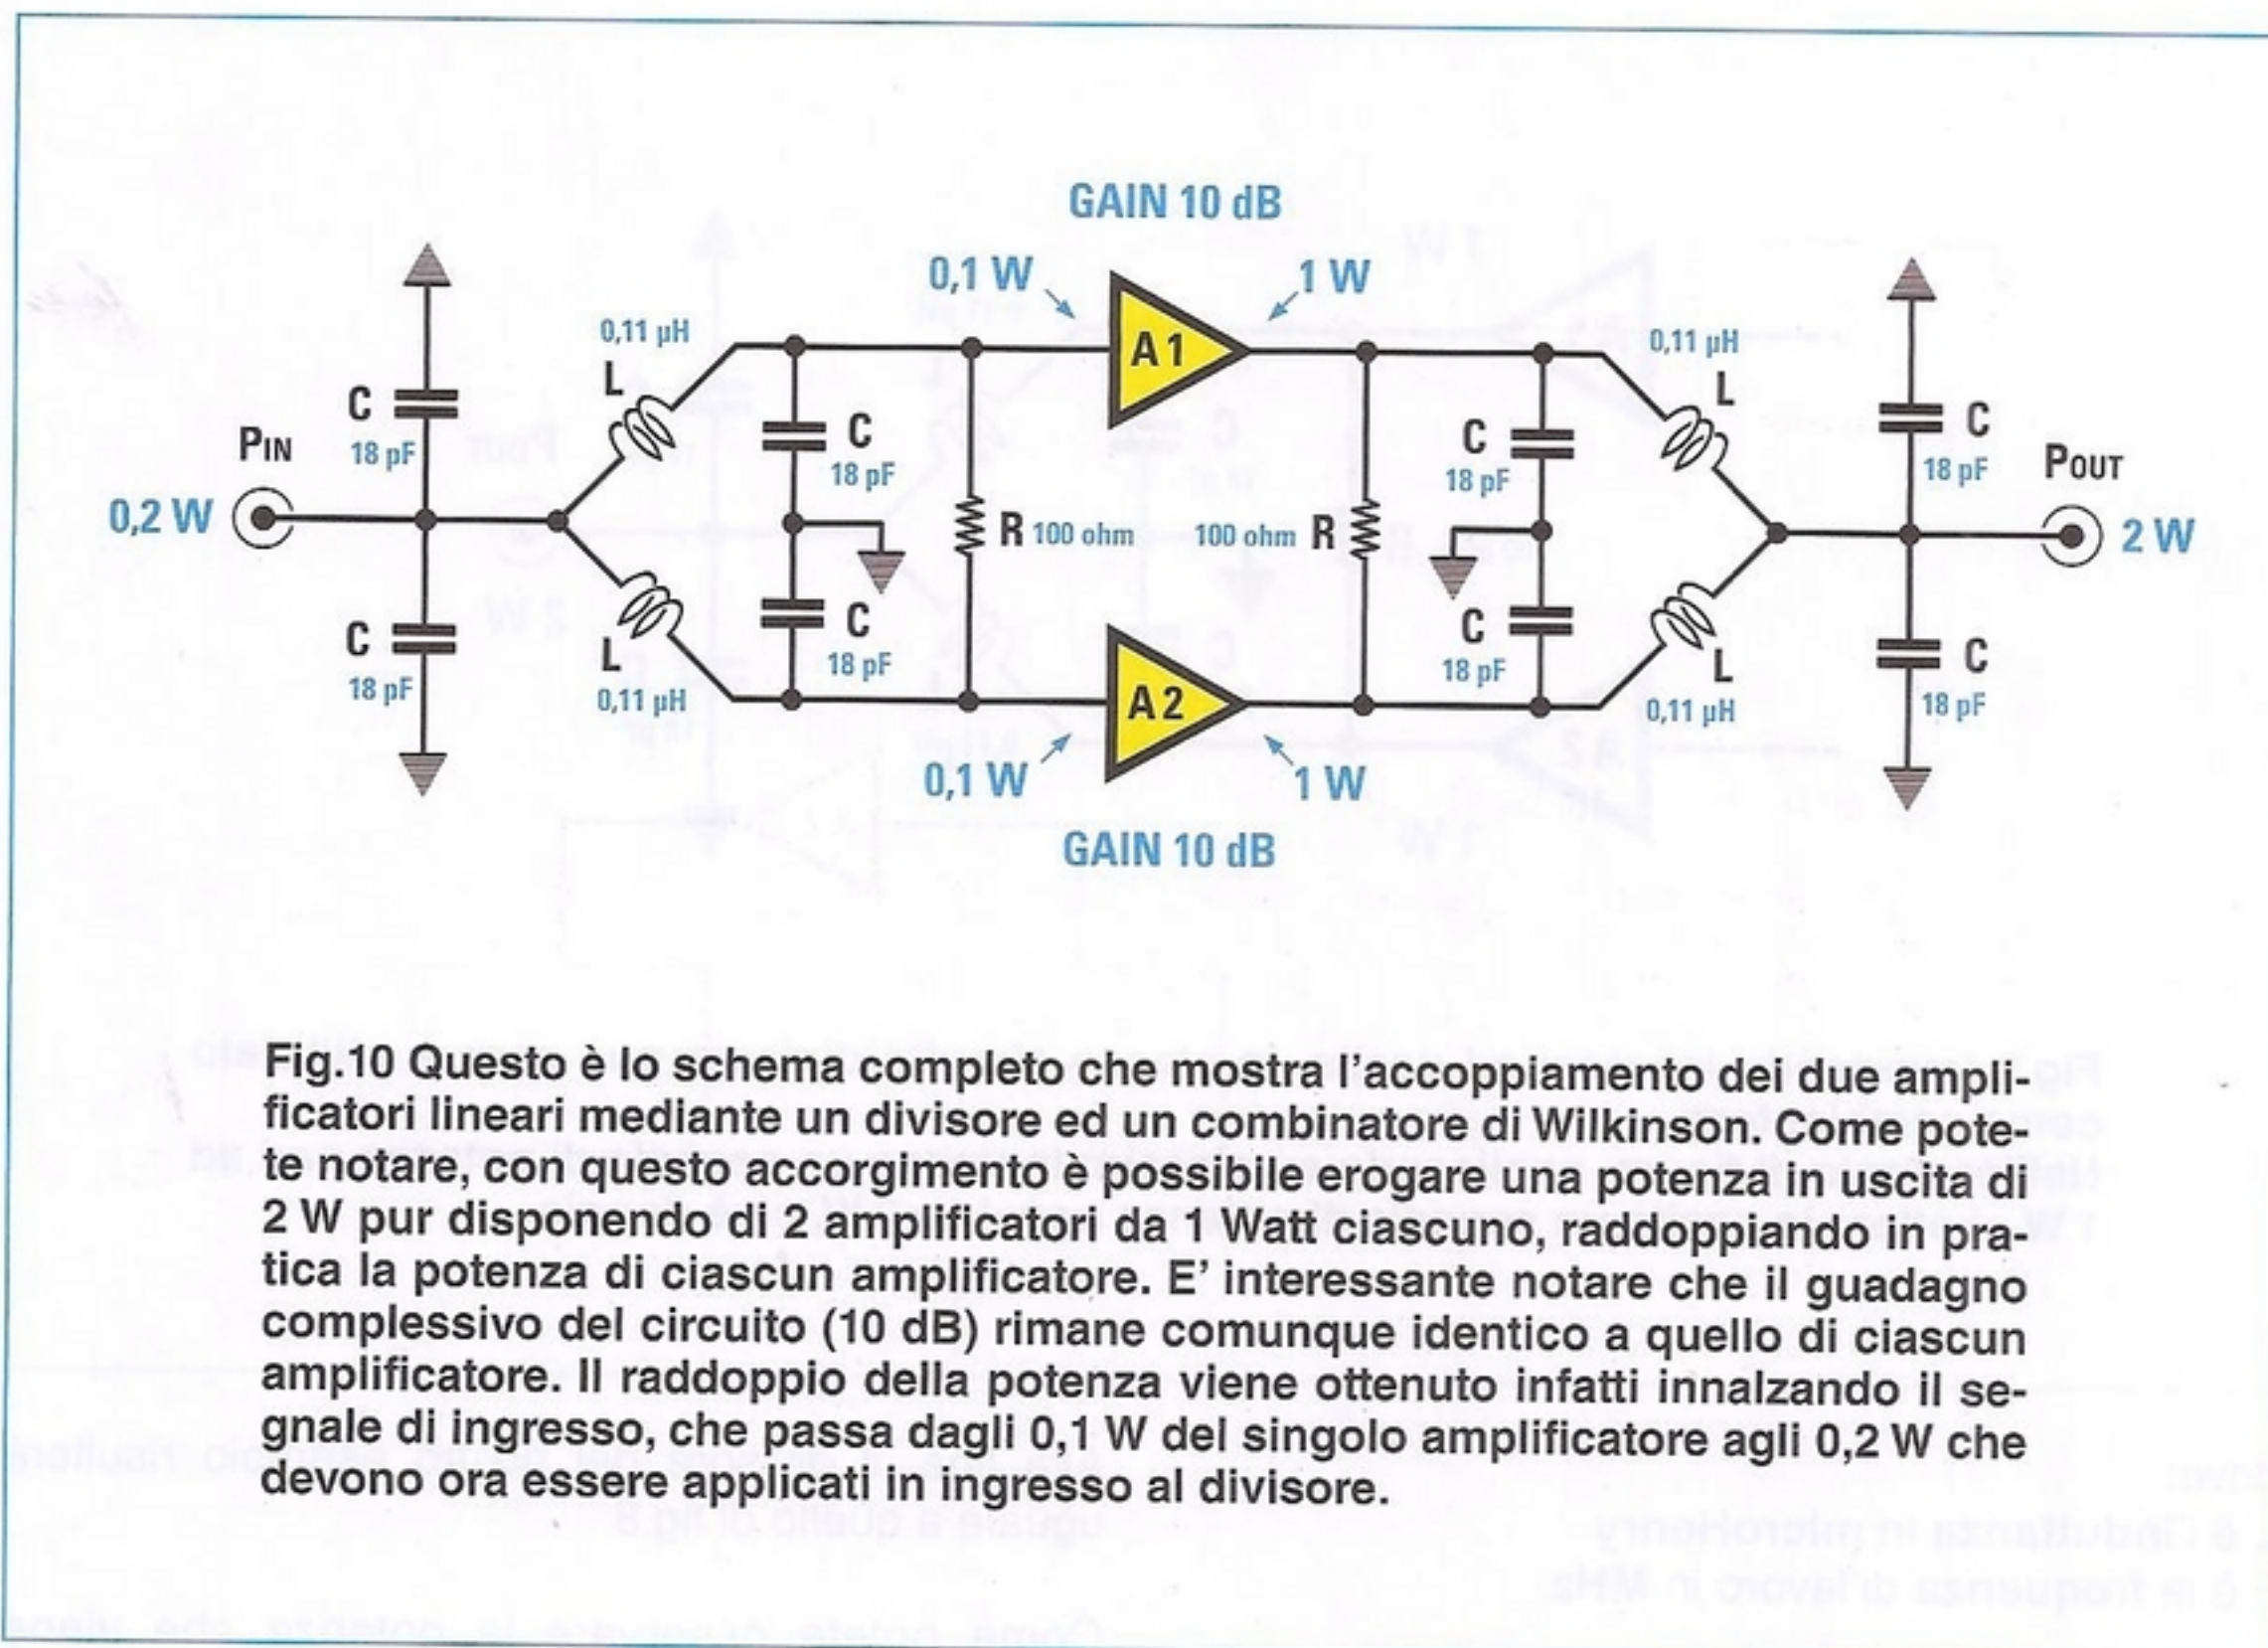 GAIN 10 dB
0,1 W
1 W
0,11 µH
L
A1
0,11 µH
L
C
18 pF
C
18 pF
C
18 pF
C
18 pF
PIN
0,2 W
R 100 ohm
100 ohm R
POUT
2 W
C
18 pF
C
18 pF
C
18 pF
C
18 pF
L
0,11 µH
A2
L
0,11 µH
0,1 W
1 W
GAIN 10 dB
Fig.10 Questo è lo schema completo che mostra l'accoppiamento dei due ampli-
ficatori lineari mediante un divisore ed un combinatore di Wilkinson. Come pote-
te notare, con questo accorgimento è possibile erogare una potenza in uscita di
2 W pur disponendo di 2 amplificatori da 1 Watt ciascuno, raddoppiando in pra-
tica la potenza di ciascun amplificatore. E' interessante notare che il guadagno
complessivo del circuito (10 dB) rimane comunque identico a quello di ciascun
amplificatore. Il raddoppio della potenza viene ottenuto infatti innalzando il se-
gnale di ingresso, che passa dagli 0,1 W del singolo amplificatore agli 0,2 W che
devono ora essere applicati in ingresso al divisore.